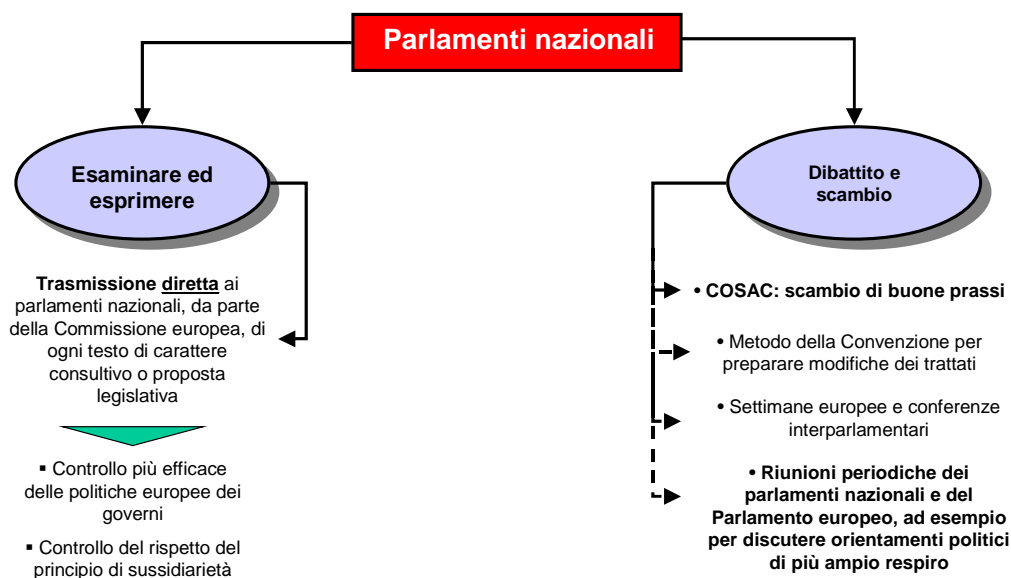 Parlamenti nazionali
Esaminare ed
esprimere
Trasmissione diretta ai
parlamenti nazionali, da parte
della Commissione europea, di
ogni testo di carattere
consultivo o proposta
legislativa
▪ Controllo più efficace
delle politiche europee dei
governi
▪ Controllo del rispetto del
principio di sussidiarietà
Dibattito e
scambio
• COSAC: scambio di buone prassi
• Metodo della Convenzione per
preparare modifiche dei trattati
• Settimane europee e conferenze
interparlamentari
• Riunioni periodiche dei
parlamenti nazionali e del
Parlamento europeo, ad esempio
per discutere orientamenti politici
di più ampio respiro